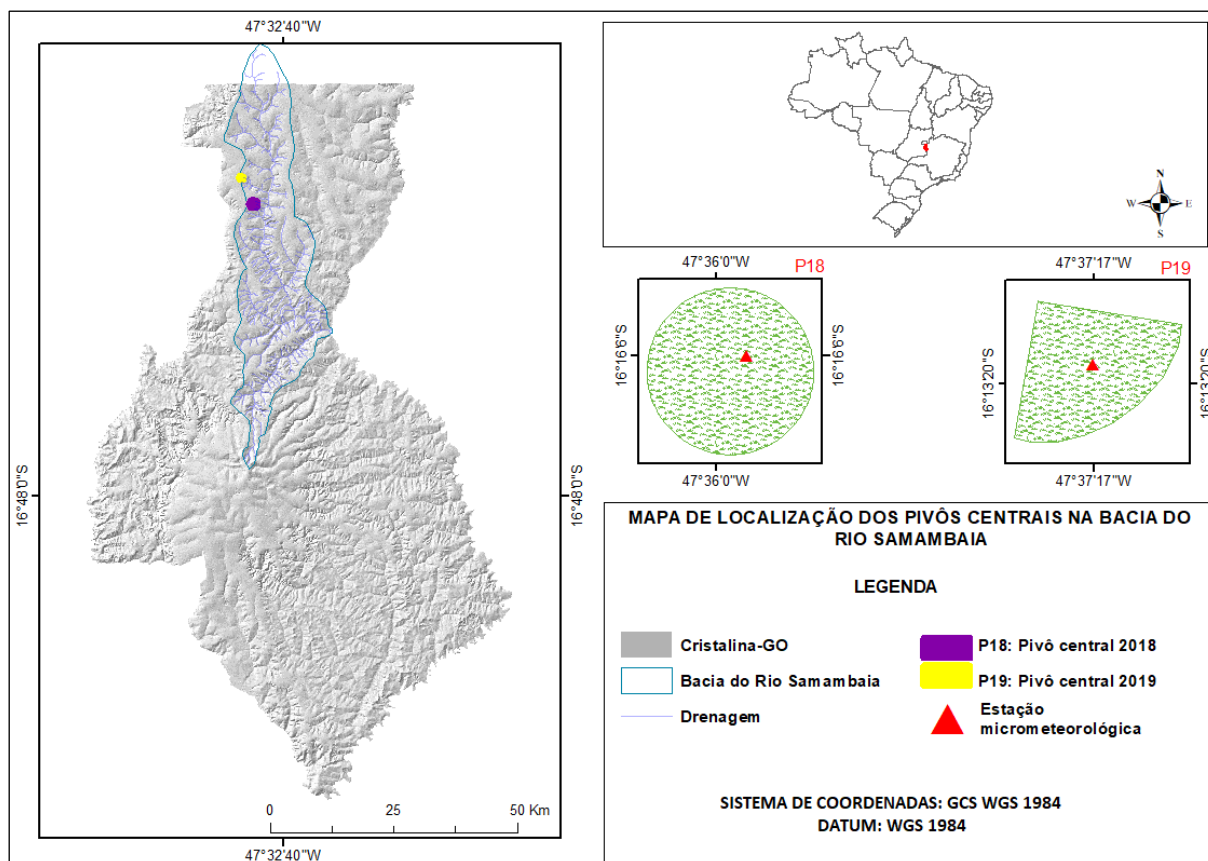 47°32'40"W
16°48'0"S
16°48'0"S
0 25 50 Km
47°32'40"W
N
W E
S
47°36'0"W
P18
16°16'6"S
16°16'6"S
47°36'0"W
47°37'17"W
P19
16°13'20"S
16°13'20"S
47°37'17"W
MAPA DE LOCALIZAÇÃO DOS PIVÔS CENTRAIS NA BACIA DO
RIO SAMAMBAIA
LEGENDA
Cristalina-GO
Bacia do Rio Samambaia
Drenagem
P18: Pivô central 2018
P19: Pivô central 2019
Estação
micrometeorológica
SISTEMA DE COORDENADAS: GCS WGS 1984
DATUM: WGS 1984